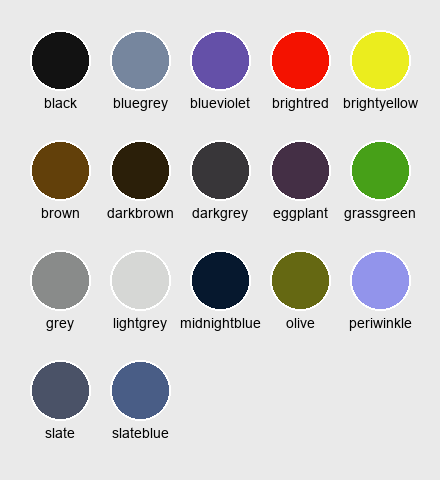 black bluegrey blueviolet brightred brightyellow
brown darkbrown darkgrey eggplant grassgreen
grey lightgrey midnightblue olive periwinkle
slate slateblue